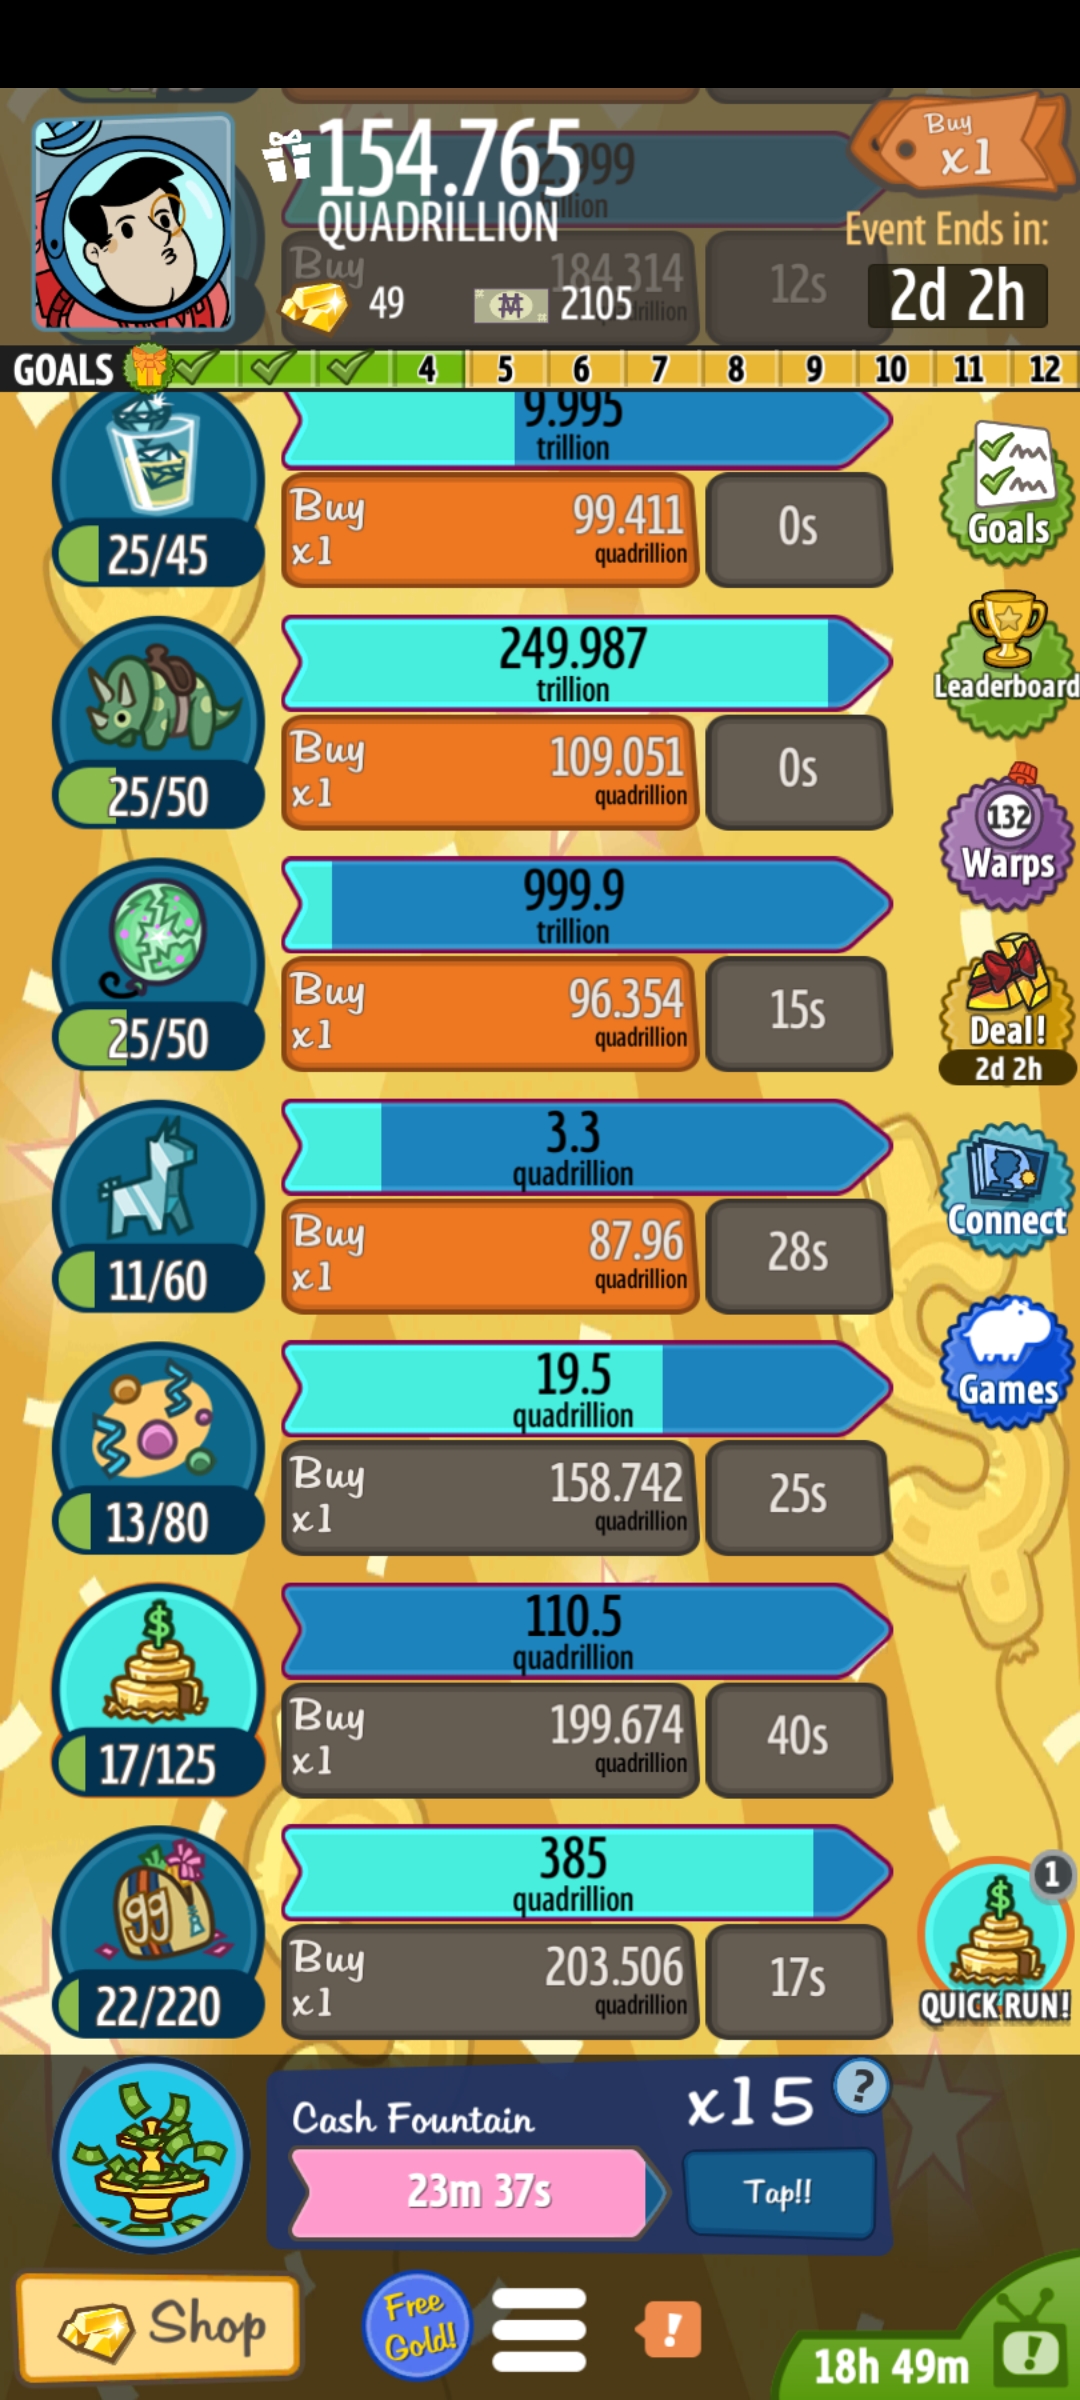 154.765
QUADRILLION
49
2105
Buy
x1
Event Ends in:
2d 2h
Buy
184.314
12s
GOALS
4 5 6 7 8 9 10 11 12
9.995
trillion
25/45
Buy
x1
99.411
quadrillion
0s
Goals
249.987
trillion
25/50
Buy
x1
109.051
quadrillion
0s
Leaderboard
999.9
trillion
25/50
Buy
x1
96.354
quadrillion
15s
132
Warps
Deal!
2d 2h
3.3
quadrillion
11/60
Buy
x1
87.96
quadrillion
28s
Connect
19.5
quadrillion
13/80
Buy
x1
158.742
quadrillion
25s
Games
$
110.5
quadrillion
17/125
Buy
x1
199.674
quadrillion
40s
99
385
quadrillion
22/220
Buy
x1
203.506
quadrillion
17s
1
$
QUICK RUN!
Cash Fountain
x15
?
23m 37s
Tap!!
Shop
Free
Gold!
!
18h 49m
!